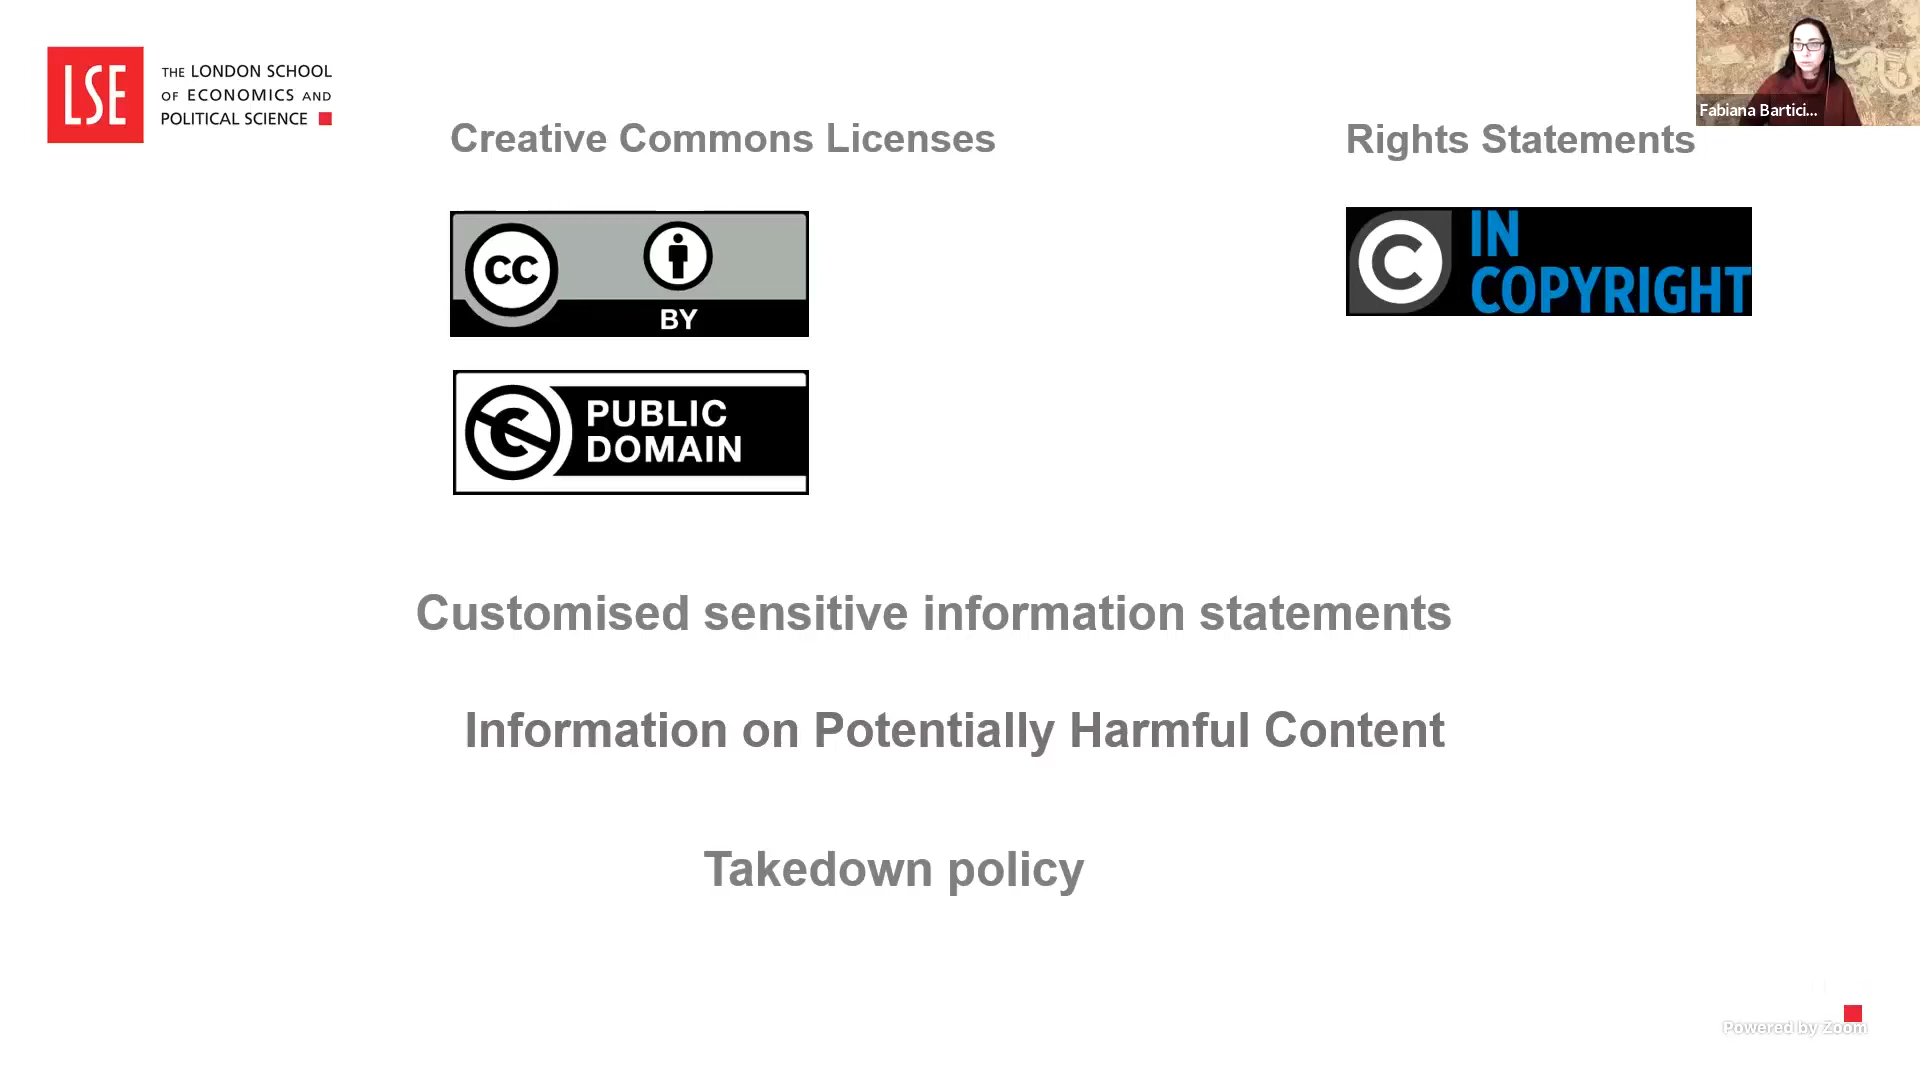 LSE
THE LONDON SCHOOL
OF ECONOMICS AND
POLITICAL SCIENCE
Fabiana Bartici...
Creative Commons Licenses
Rights Statements
CC
BY
C IN
COPYRIGHT
C PUBLIC
DOMAIN
Customised sensitive information statements
Information on Potentially Harmful Content
Takedown policy
Powered by Zoom